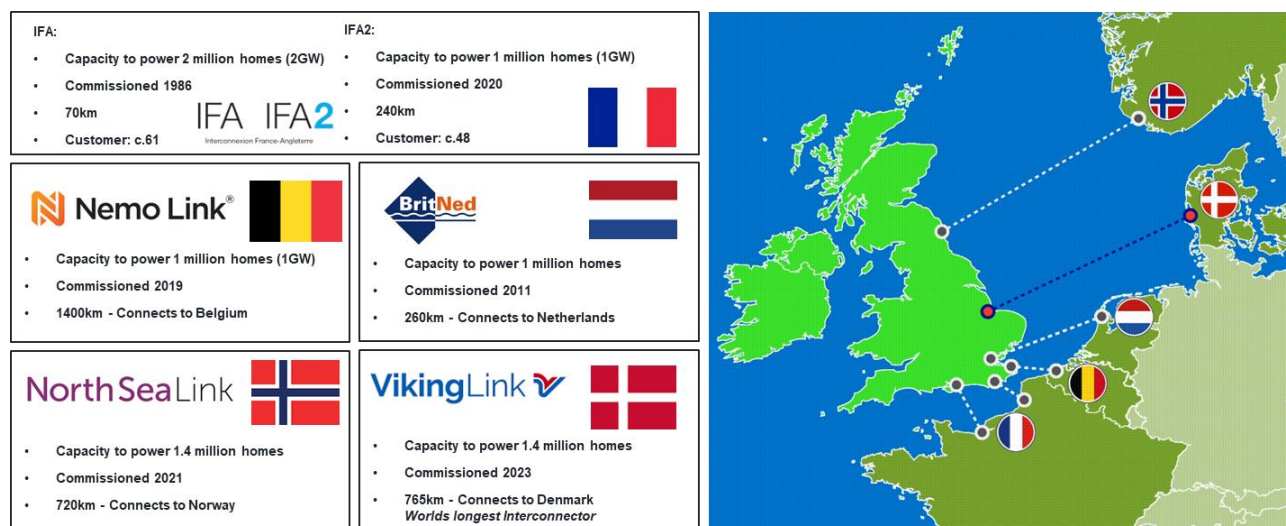 IFA:
• Capacity to power 2 million homes (2GW)
• Commissioned 1986
• 70km
• Customer: c.61
IFA IFA2
Interconnexion France-Angleterre
IFA2:
• Capacity to power 1 million homes (1GW)
• Commissioned 2020
• 240km
• Customer: c.48
Nemo Link®
• Capacity to power 1 million homes (1GW)
• Commissioned 2019
• 1400km - Connects to Belgium
BritNed
• Capacity to power 1 million homes
• Commissioned 2011
• 260km - Connects to Netherlands
NorthSeaLink
• Capacity to power 1.4 million homes
• Commissioned 2021
• 720km - Connects to Norway
VikingLink
• Capacity to power 1.4 million homes
• Commissioned 2023
• 765km - Connects to Denmark
Worlds longest Interconnector